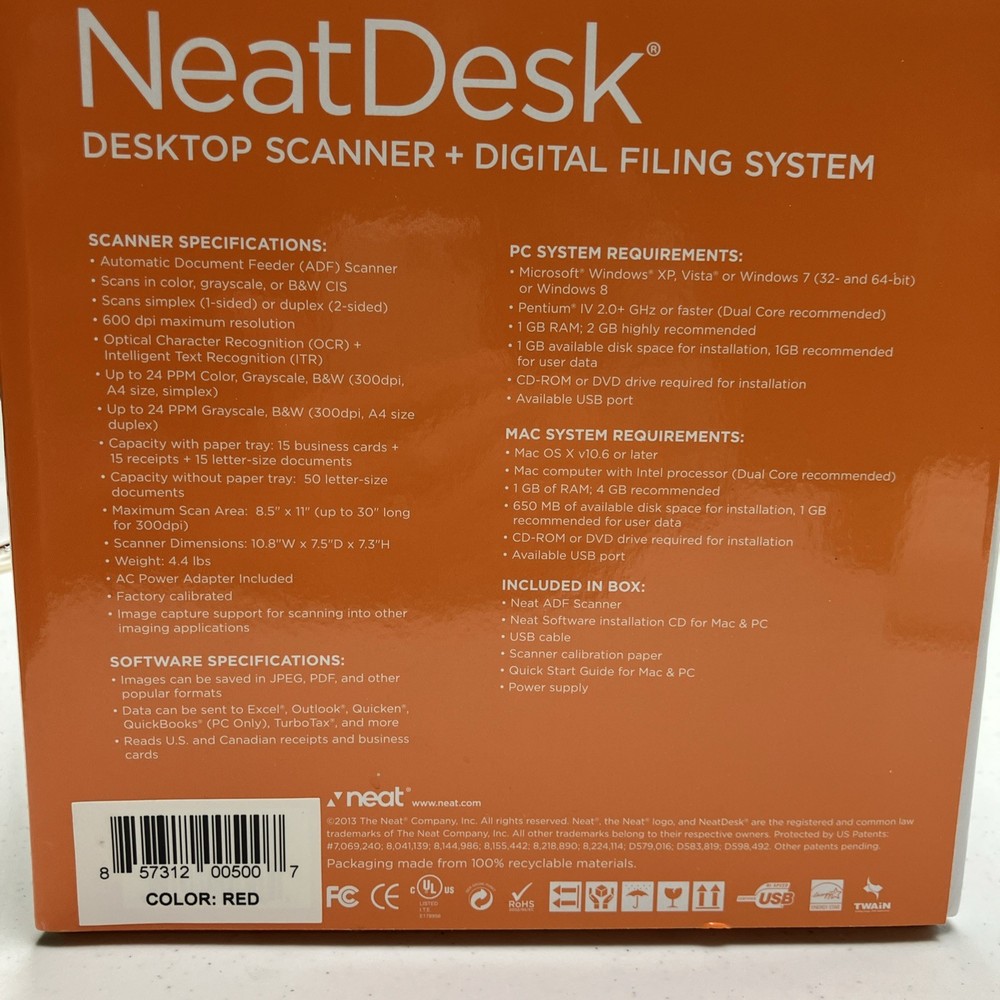 NeatDesk®
DESKTOP SCANNER + DIGITAL FILING SYSTEM
SCANNER SPECIFICATIONS:
• Automatic Document Feeder (ADF) Scanner
• Scans in color, grayscale, or B&W CIS
• Scans simplex (1-sided) or duplex (2-sided)
• 600 dpi maximum resolution
• Optical Character Recognition (OCR) +
Intelligent Text Recognition (ITR)
• Up to 24 PPM Color, Grayscale, B&W (300dpi,
A4 size, simplex)
• Up to 24 PPM Grayscale, B&W (300dpi, A4 size
duplex)
• Capacity with paper tray: 15 business cards +
15 receipts + 15 letter-size documents
• Capacity without paper tray: 50 letter-size
documents
• Maximum Scan Area: 8.5" x 11" (up to 30" long
for 300dpi)
• Scanner Dimensions: 10.8"W x 7.5"D x 7.3"H
• Weight: 4.4 lbs
• AC Power Adapter Included
• Factory calibrated
• Image capture support for scanning into other
imaging applications
SOFTWARE SPECIFICATIONS:
• Images can be saved in JPEG, PDF, and other
popular formats
• Data can be sent to Excel®, Outlook®, Quicken®,
QuickBooks® (PC Only), TurboTax®, and more
• Reads U.S. and Canadian receipts and business
cards
PC SYSTEM REQUIREMENTS:
• Microsoft® Windows® XP, Vista® or Windows 7 (32- and 64-bit)
or Windows 8
• Pentium® IV 2.0+ GHz or faster (Dual Core recommended)
• 1 GB RAM; 2 GB highly recommended
• 1 GB available disk space for installation, 1GB recommended
for user data
• CD-ROM or DVD drive required for installation
• Available USB port
MAC SYSTEM REQUIREMENTS:
• Mac OS X v10.6 or later
• Mac computer with Intel processor (Dual Core recommended)
• 1 GB of RAM; 4 GB recommended
• 650 MB of available disk space for installation, 1 GB
recommended for user data
• CD-ROM or DVD drive required for installation
• Available USB port
INCLUDED IN BOX:
• Neat ADF Scanner
• Neat Software installation CD for Mac & PC
• USB cable
• Scanner calibration paper
• Quick Start Guide for Mac & PC
• Power supply
neat® www.neat.com
©2013 The Neat® Company, Inc. All rights reserved. Neat®, the Neat® logo, and NeatDesk® are the registered and common law
trademarks of The Neat Company, Inc. All other trademarks belong to their respective owners. Protected by US Patents:
#7,069,240; 8,041,139; 8,144,986; 8,155,442; 8,218,890; 8,224,114; D579,016; D583,819; D598,492. Other patents pending.
Packaging made from 100% recyclable materials.
8 57312 00500 7
COLOR: RED
FC CE C UL US
LISTED
I.T.E.
RoHS
USB
ENERGY STAR
TWAIN